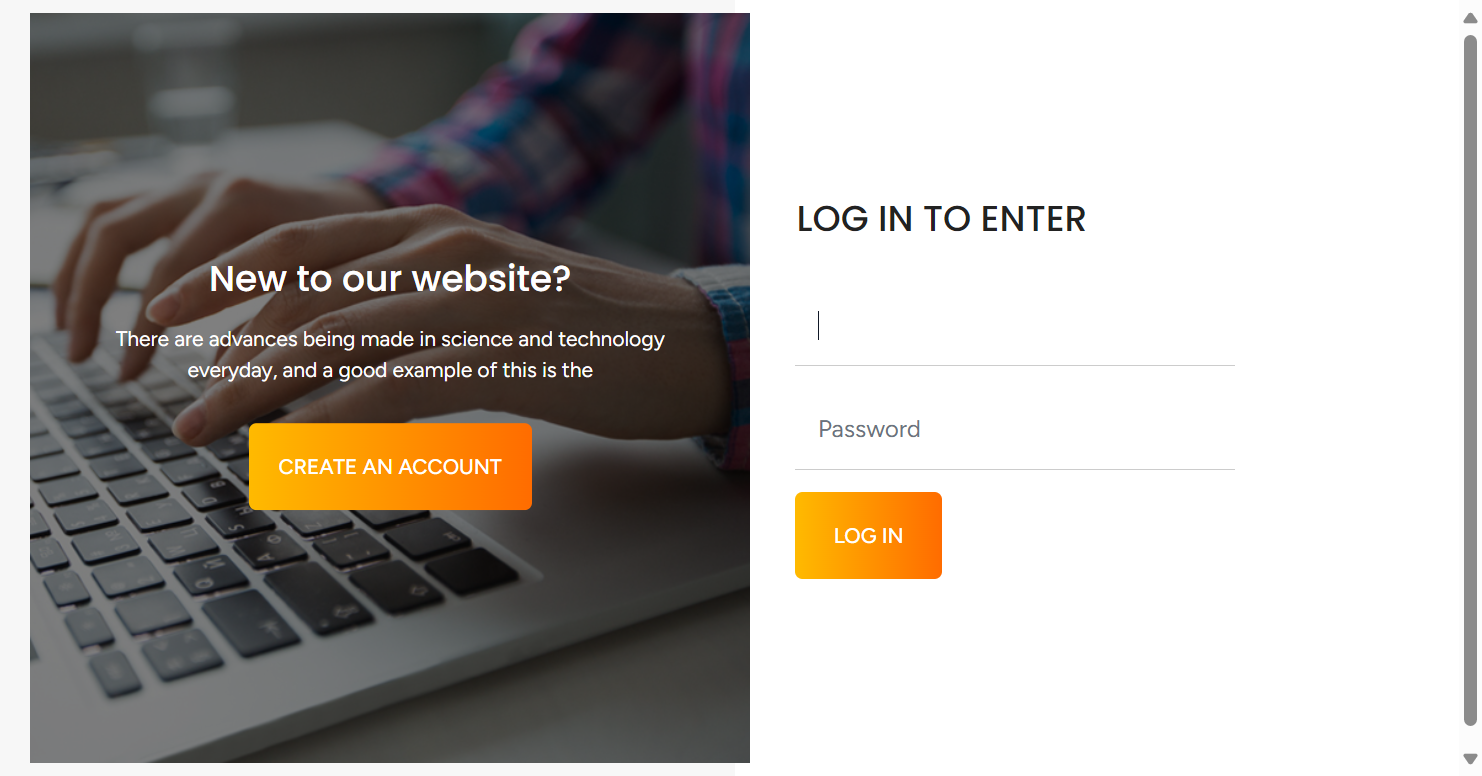 New to our website?
There are advances being made in science and technology
everyday, and a good example of this is the
CREATE AN ACCOUNT
LOG IN TO ENTER
Password
LOG IN